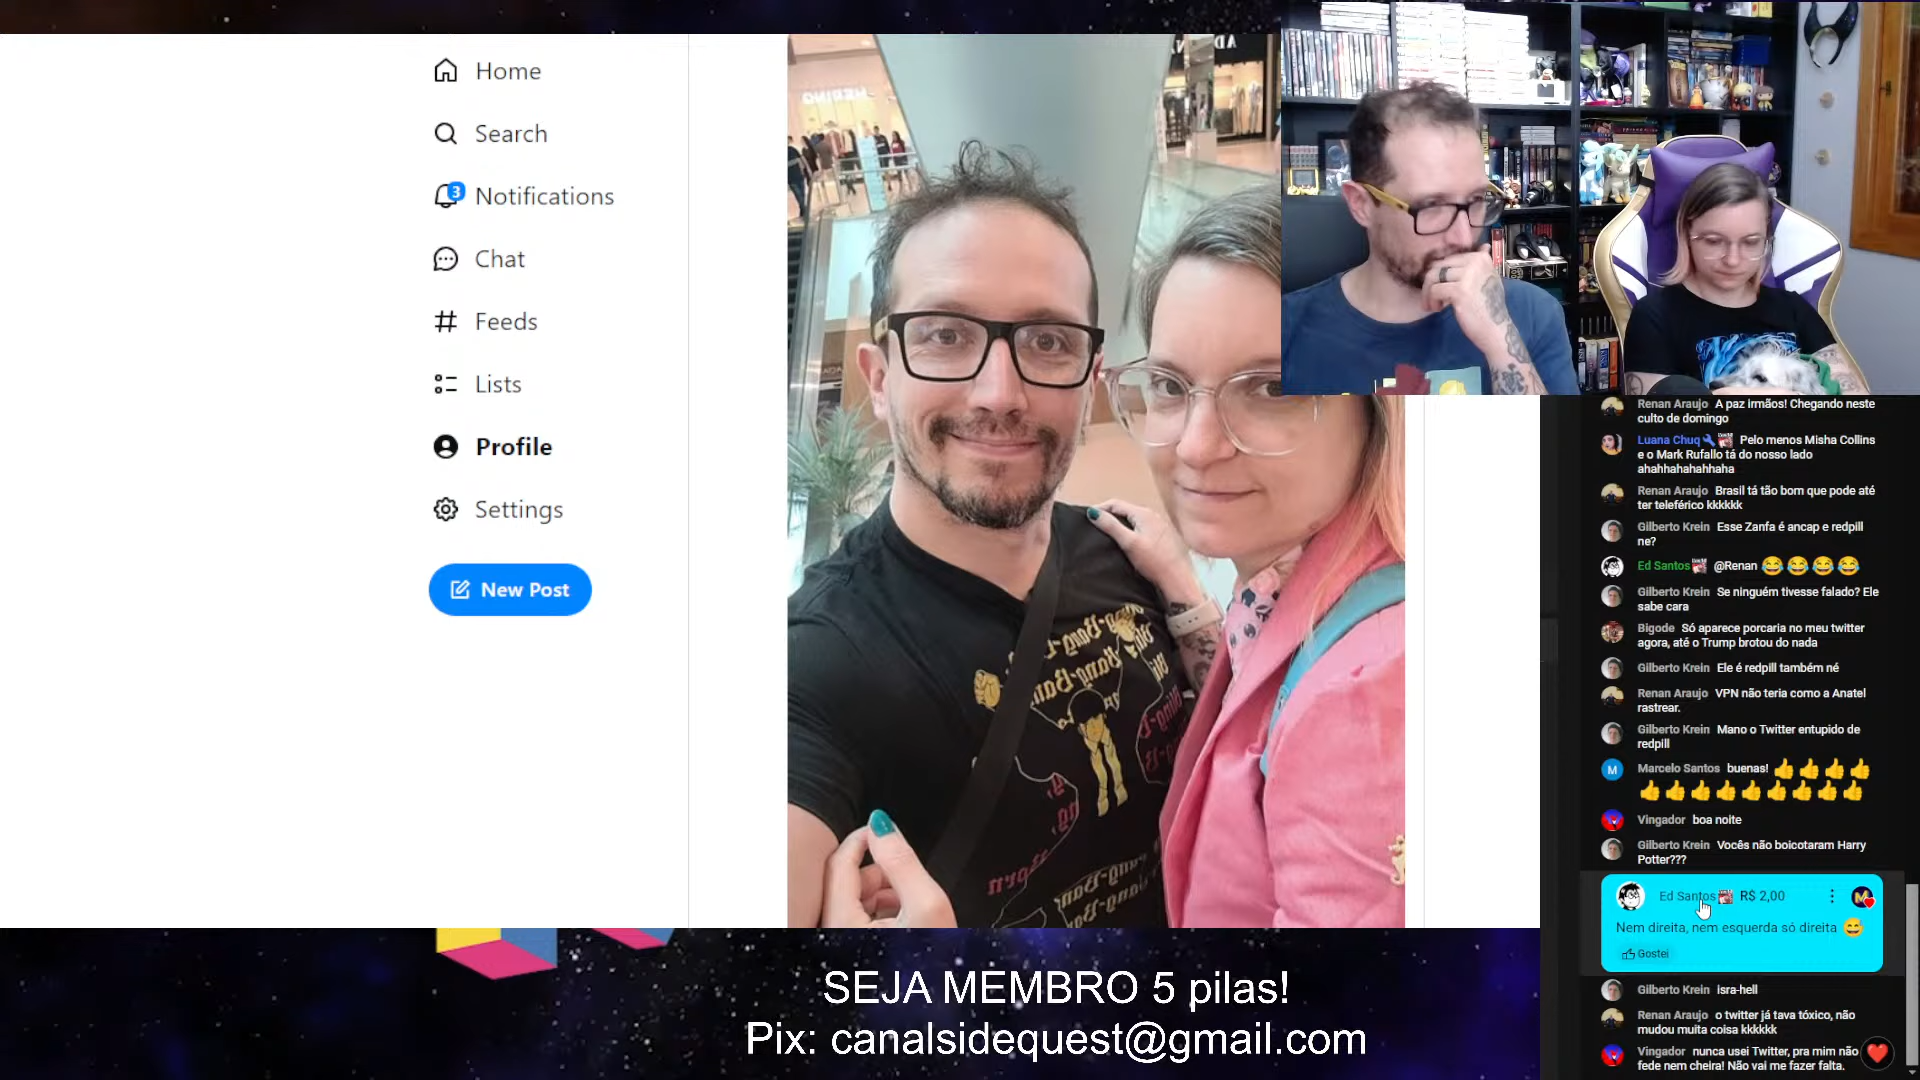 Home
Search
3
Notifications
Chat
Feeds
Lists
Profile
Settings
New Post
Renan Araujo A paz irmãos! Chegando neste
culto de domingo
Luana Chuq Pelo menos Misha Collins
e o Mark Rufallo tá do nosso lado
ahahhahahahhaha
Renan Araujo Brasil tá tão bom que pode até
ter teleférico kkkkkk
Gilberto Krein Esse Zanfa é ancap e redpill
ne?
Ed Santos @Renan 😂😂😂😂
Gilberto Krein Se ninguém tivesse falado? Ele
sabe cara
Bigode Só aparece porcaria no meu twitter
agora, até o Trump brotou do nada
Gilberto Krein Ele é redpill também né
Renan Araujo VPN não teria como a Anatel
rastrear.
Gilberto Krein Mano o Twitter entupido de
redpill
M Marcelo Santos buenas! 👍👍👍👍
👍👍👍👍👍👍👍👍👍
Vingador boa noite
Gilberto Krein Vocês não boicotaram Harry
Potter???
Ed Santos R$ 2,00
Nem direita, nem esquerda só direita 😅
Gostei
Gilberto Krein isra-hell
Renan Araujo o twitter já tava tóxico, não
mudou muita coisa kkkkkk
Vingador nunca usei Twitter, pra mim não
fede nem cheira! Não vai me fazer falta.
SEJA MEMBRO 5 pilas!
Pix: canalsidequest@gmail.com